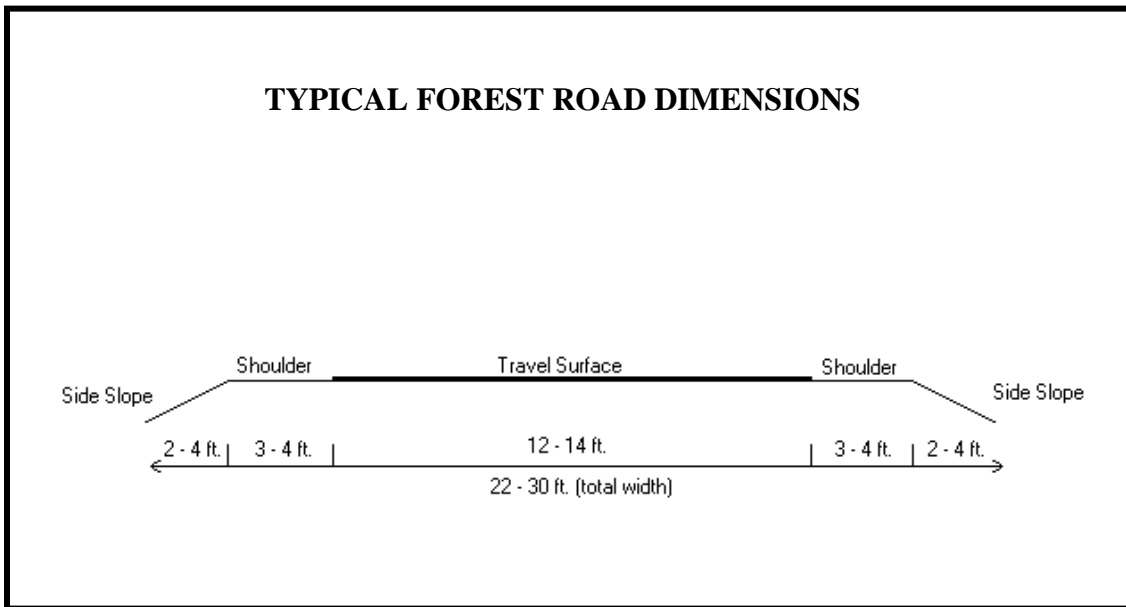 TYPICAL FOREST ROAD DIMENSIONS
Shoulder Travel Surface Shoulder
Side Slope Side Slope
2 - 4 ft. 3 - 4 ft. 12 - 14 ft. 3 - 4 ft. 2 - 4 ft.
22 - 30 ft. (total width)